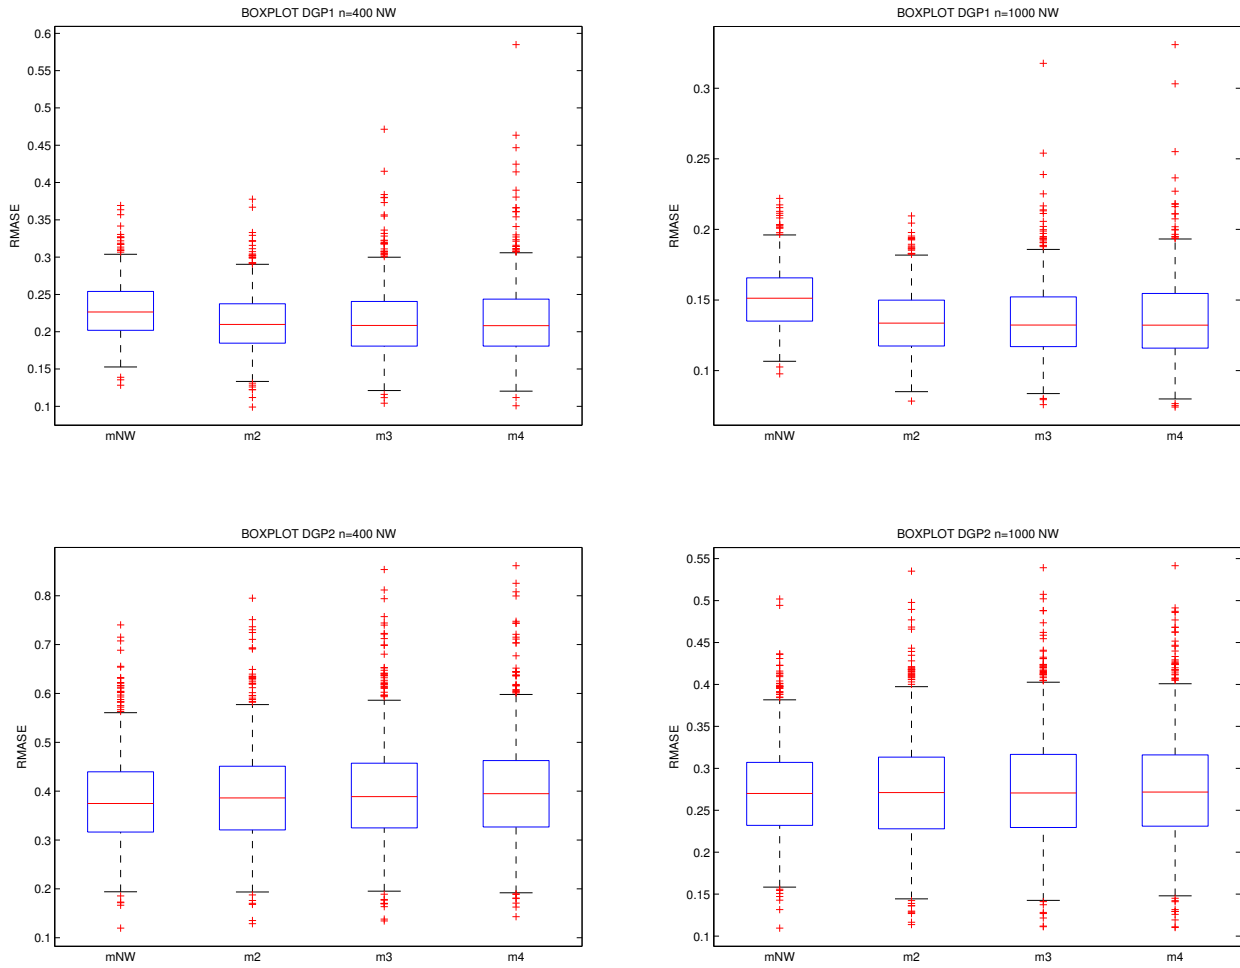 BOXPLOT DGP1 n=400 NW
0.6
0.55
0.5
0.45
0.4
0.35
0.3
0.25
0.2
0.15
0.1
RMASE
mNW m2 m3 m4
BOXPLOT DGP1 n=1000 NW
0.3
0.25
0.2
0.15
0.1
RMASE
mNW m2 m3 m4
BOXPLOT DGP2 n=400 NW
0.8
0.7
0.6
0.5
0.4
0.3
0.2
0.1
RMASE
mNW m2 m3 m4
BOXPLOT DGP2 n=1000 NW
0.55
0.5
0.45
0.4
0.35
0.3
0.25
0.2
0.15
0.1
RMASE
mNW m2 m3 m4